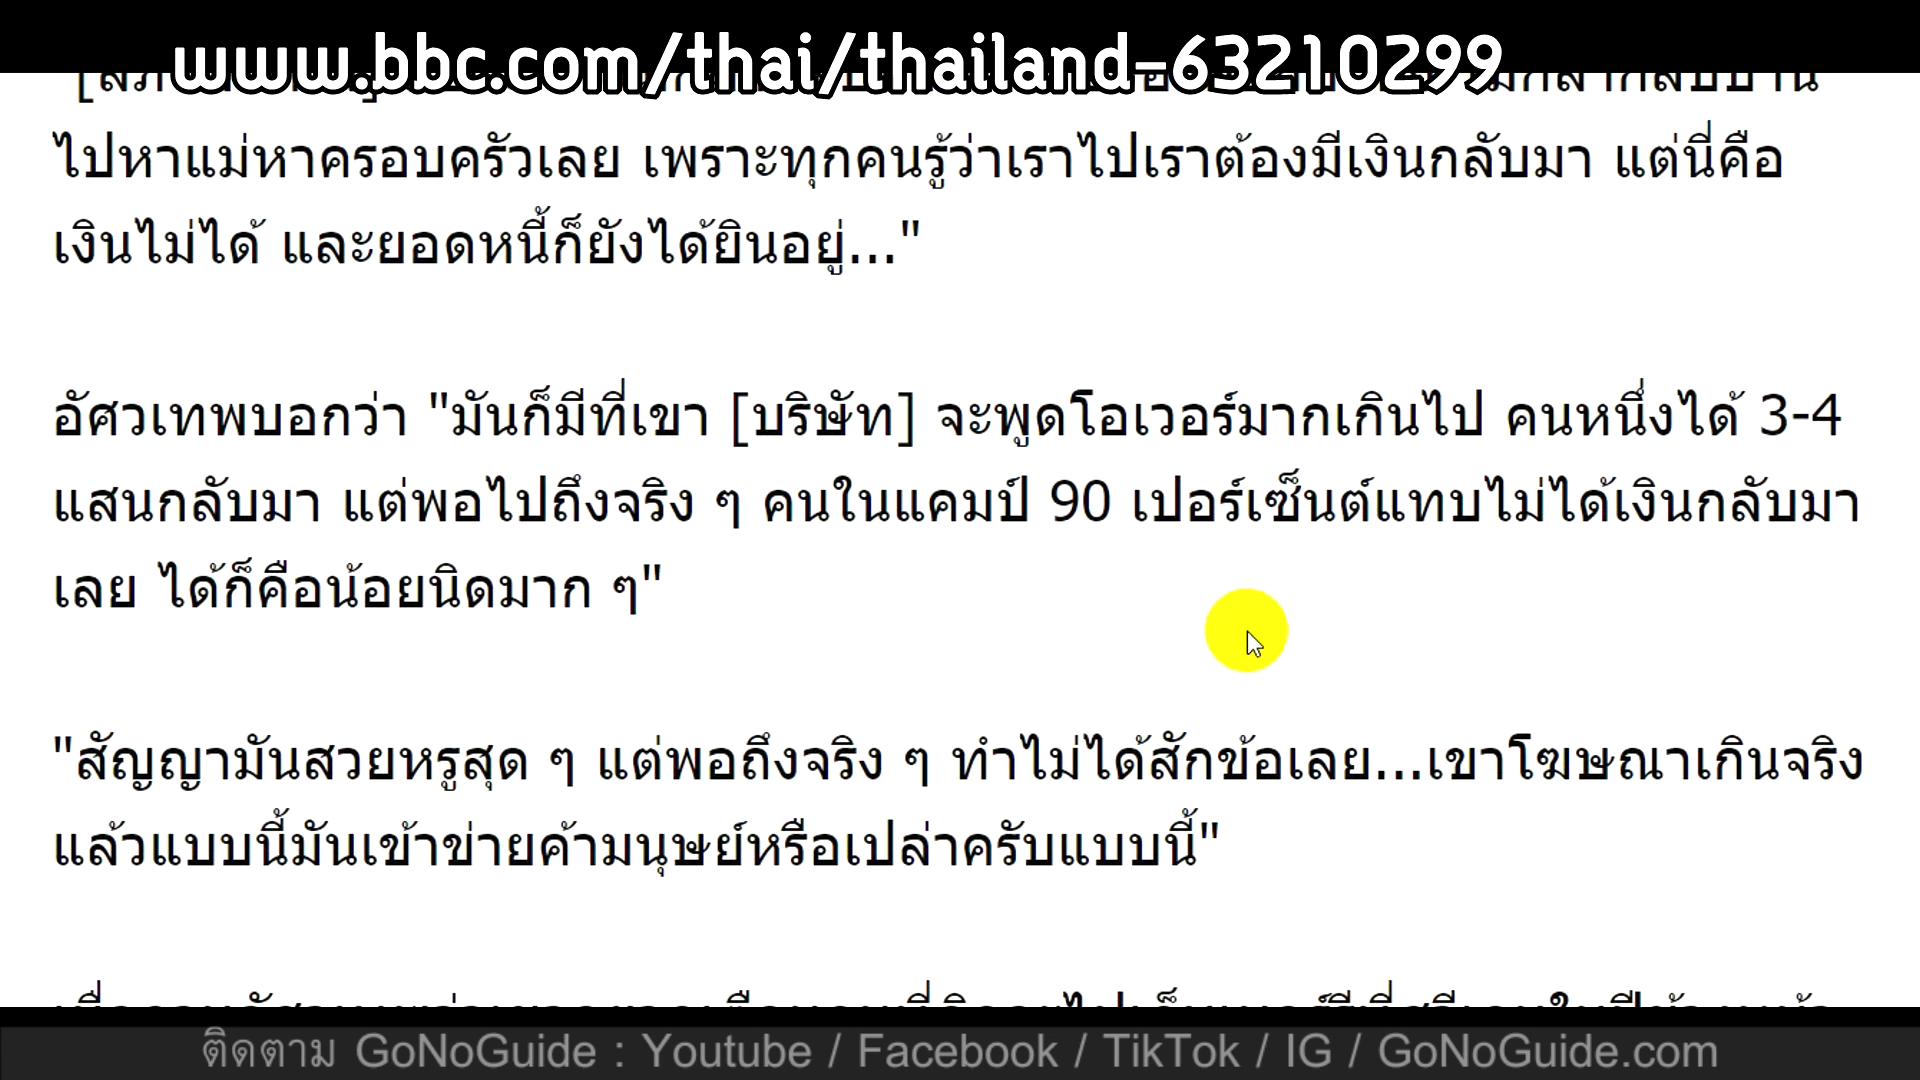 www.bbc.com/thai/thailand-63210299
ไปหาแม่หาครอบครัวเลย เพราะทุกคนรู้ว่าเราไปเราต้องมีเงินกลับมา แต่นี่คือ
เงินไม่ได้ และยอดหนี้ก็ยังได้ยินอยู่..."
อัศวเทพบอกว่า "มันก็มีที่เขา [บริษัท] จะพูดโอเวอร์มากเกินไป คนหนึ่งได้ 3-4
แสนกลับมา แต่พอไปถึงจริง ๆ คนในแคมป์ 90 เปอร์เซ็นต์แทบไม่ได้เงินกลับมา
เลย ได้ก็คือน้อยนิดมาก ๆ"
"สัญญามันสวยหรูสุด ๆ แต่พอถึงจริง ๆ ทำไม่ได้สักข้อเลย...เขาโฆษณาเกินจริง
แล้วแบบนี้มันเข้าข่ายค้ามนุษย์หรือเปล่าครับแบบนี้"
ติดตาม GoNoGuide : Youtube / Facebook / TikTok / IG / GoNoGuide.com